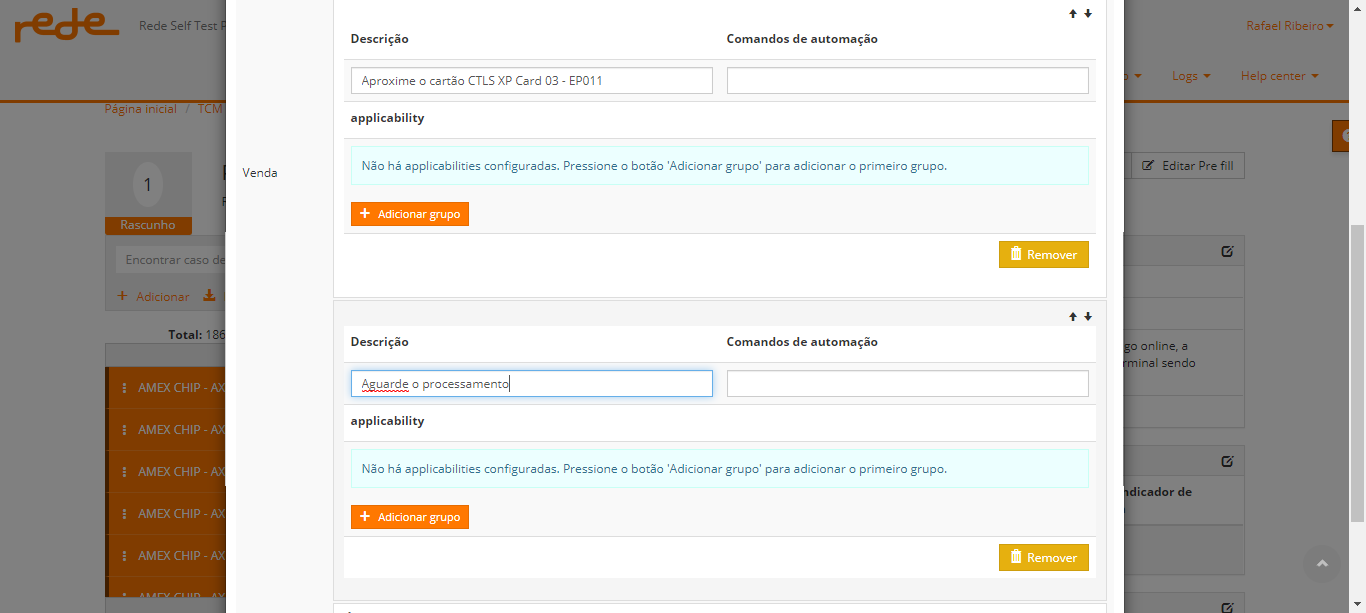 rede
Rede Self Test
Rafael Ribeiro
Logs
Help center
Página inicial / TCM
1
Rascunho
Encontrar caso de
Adicionar
Total: 186
AMEX CHIP - AX
AMEX CHIP - AX
AMEX CHIP - AX
AMEX CHIP - AX
AMEX CHIP - AX
AMEX CHIP - AX
Venda
Descrição
Comandos de automação
Aproxime o cartão CTLS XP Card 03 - EP011
applicability
Não há applicabilities configuradas. Pressione o botão 'Adicionar grupo' para adicionar o primeiro grupo.
Adicionar grupo
Remover
Descrição
Comandos de automação
Aguarde o processamento
applicability
Não há applicabilities configuradas. Pressione o botão 'Adicionar grupo' para adicionar o primeiro grupo.
Adicionar grupo
Remover
Editar Pre fill
go online, a
rminal sendo
ndicador de